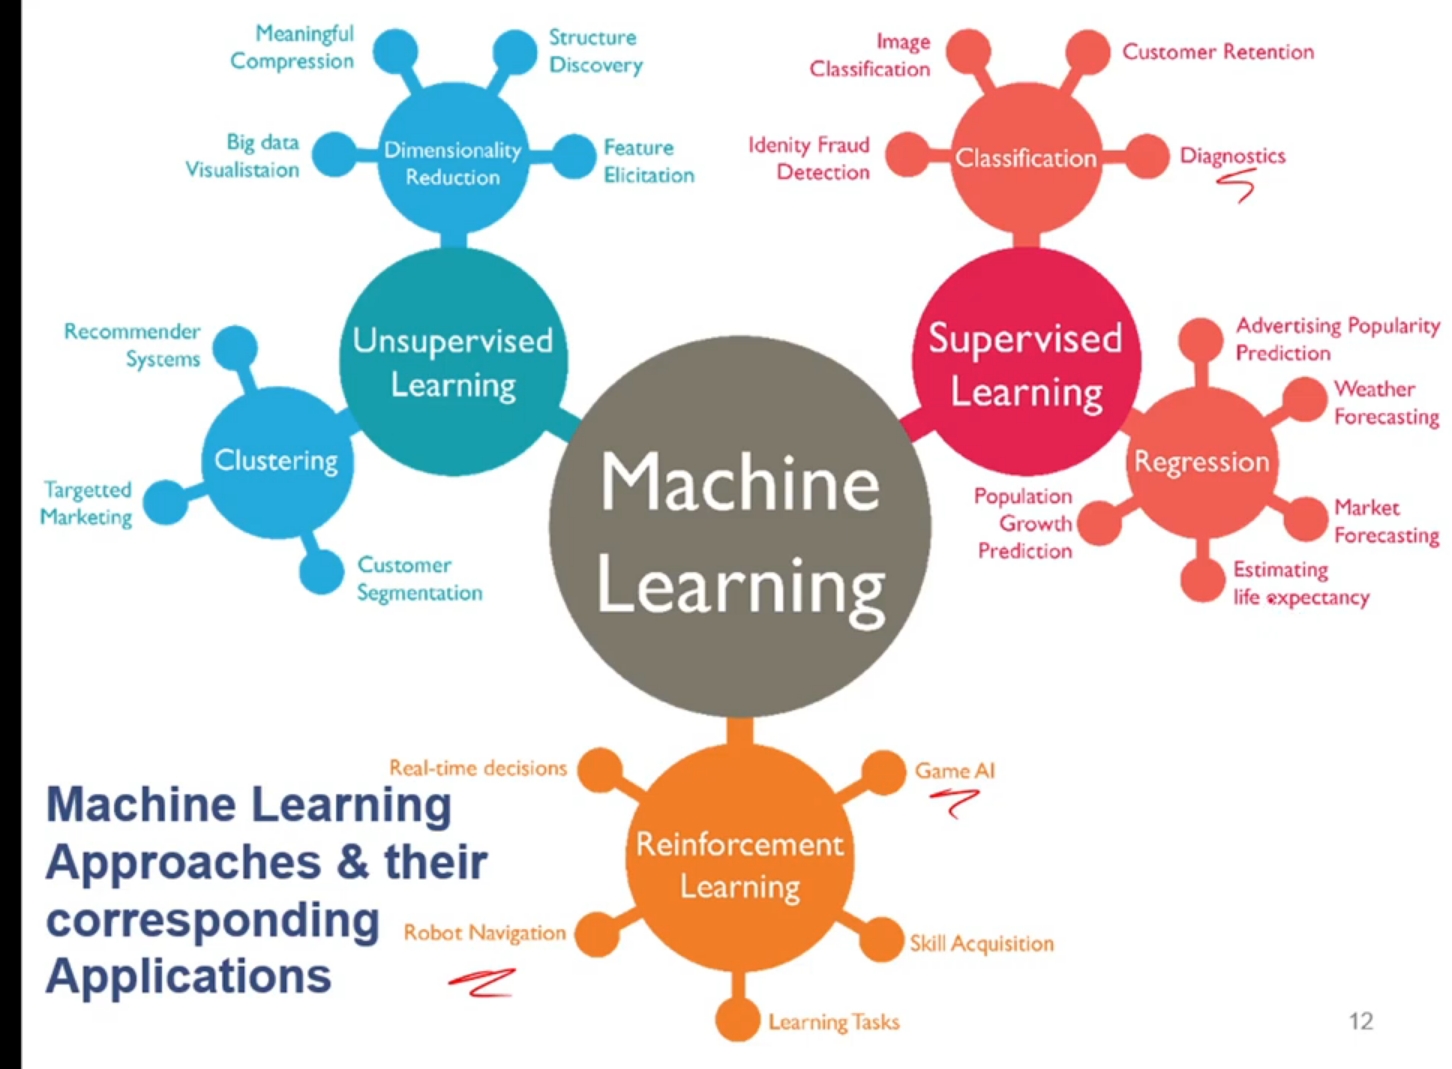 Meaningful
Compression
Structure
Discovery
Big data
Visualistaion
Dimensionality
Reduction
Feature
Elicitation
Image
Classification
Customer Retention
Idenity Fraud
Detection
Classification
Diagnostics
Unsupervised
Learning
Supervised
Learning
Recommender
Systems
Clustering
Targetted
Marketing
Customer
Segmentation
Machine
Learning
Advertising Popularity
Prediction
Weather
Forecasting
Regression
Population
Growth
Prediction
Market
Forecasting
Estimating
life expectancy
Real-time decisions
Game AI
Reinforcement
Learning
Robot Navigation
Skill Acquisition
Learning Tasks
Machine Learning
Approaches & their
corresponding
Applications
12